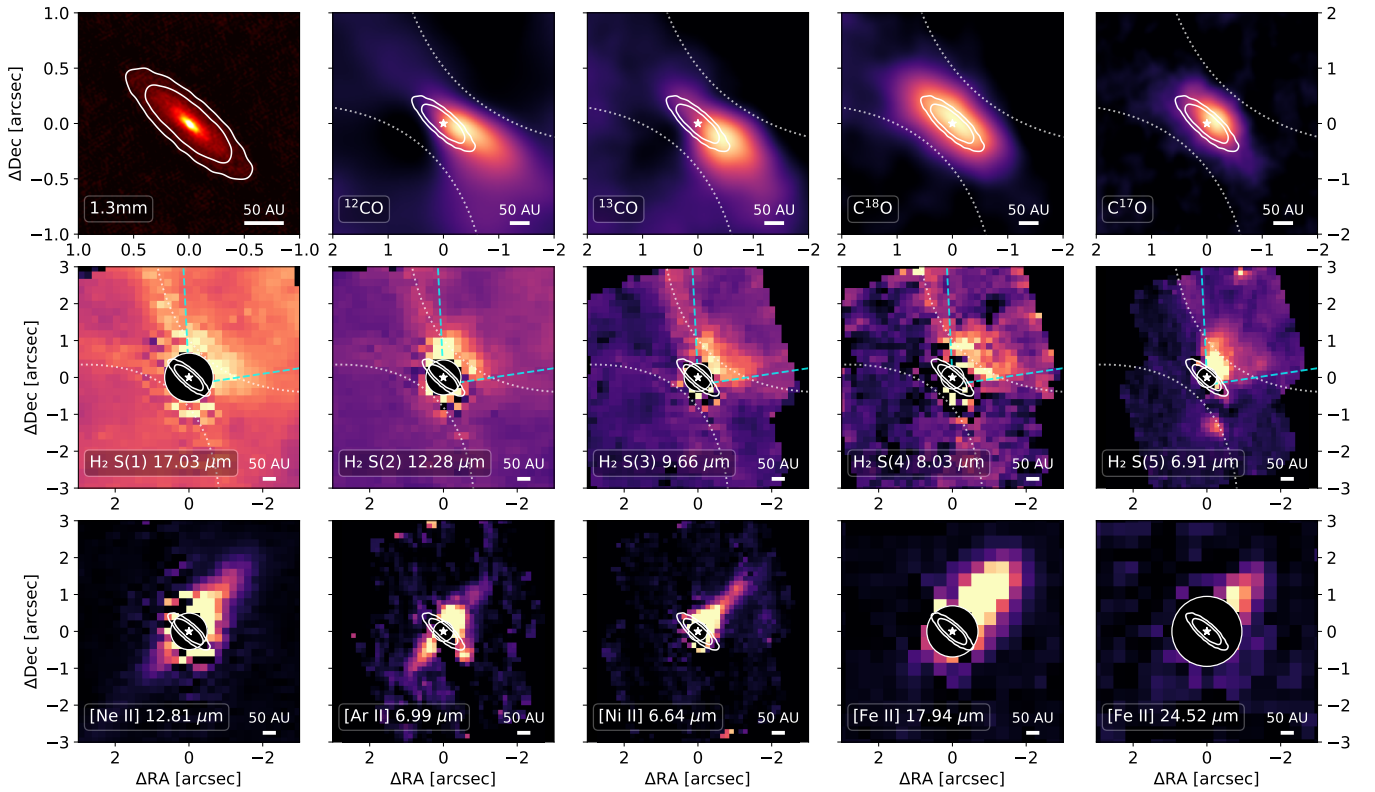 1.0
0.5
0.0
−0.5
−1.0
ΔDec [arcsec]
1.3mm
50 AU
1.0 0.5 0.0 −0.5 −1.0
¹²CO
50 AU
2 1 0 −1 −2
¹³CO
50 AU
2 1 0 −1 −2
C¹⁸O
50 AU
2 1 0 −1 −2
C¹⁷O
50 AU
2 1 0 −1 −2
2
1
0
−1
−2
3
2
1
0
−1
−2
−3
ΔDec [arcsec]
H₂ S(1) 17.03 μm
50 AU
2 0 −2
H₂ S(2) 12.28 μm
50 AU
2 0 −2
H₂ S(3) 9.66 μm
50 AU
2 0 −2
H₂ S(4) 8.03 μm
50 AU
2 0 −2
H₂ S(5) 6.91 μm
50 AU
2 0 −2
3
2
1
0
−1
−2
−3
3
2
1
0
−1
−2
−3
ΔDec [arcsec]
[Ne II] 12.81 μm
50 AU
2 0 −2
ΔRA [arcsec]
[Ar II] 6.99 μm
50 AU
2 0 −2
ΔRA [arcsec]
[Ni II] 6.64 μm
50 AU
2 0 −2
ΔRA [arcsec]
[Fe II] 17.94 μm
50 AU
2 0 −2
ΔRA [arcsec]
[Fe II] 24.52 μm
50 AU
2 0 −2
ΔRA [arcsec]
3
2
1
0
−1
−2
−3